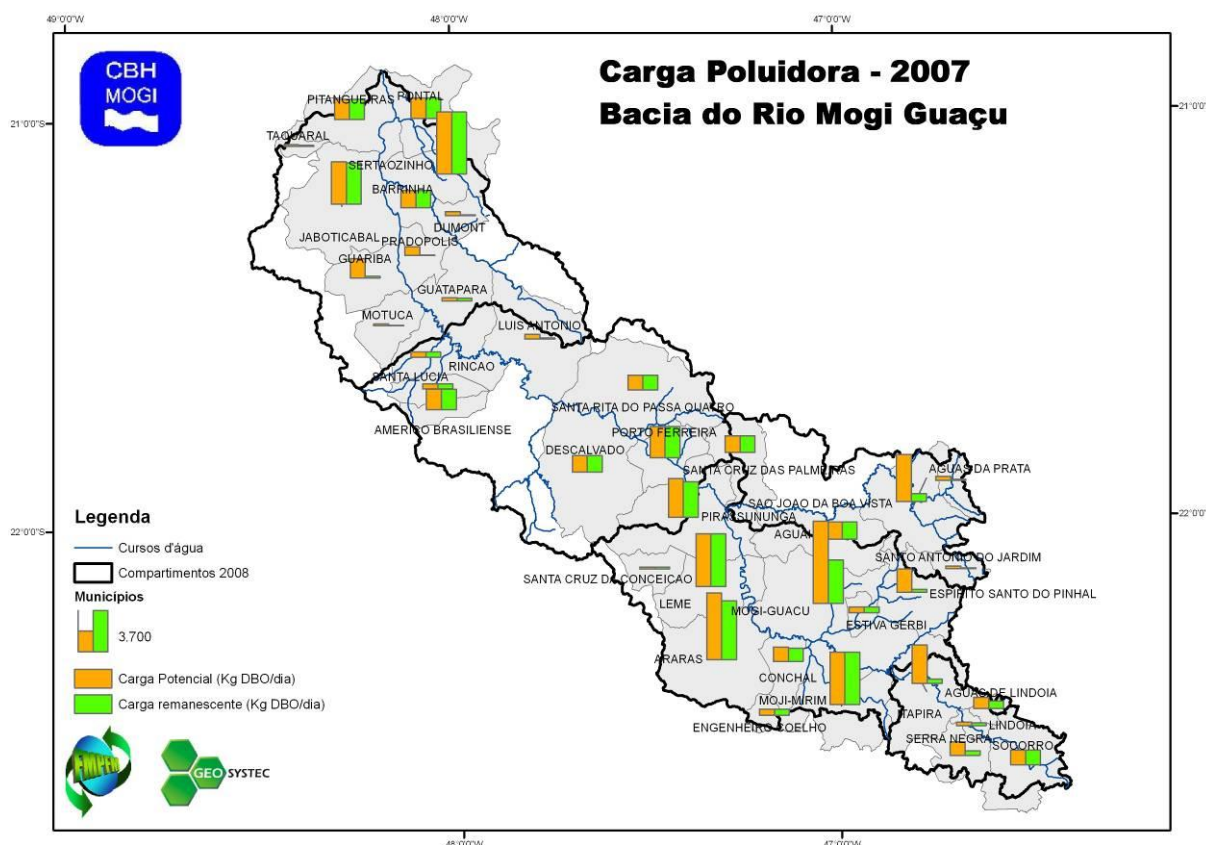 49°0'0"W
48°0'0"W
47°0'0"W
CBH
MOGI
Carga Poluidora - 2007
Bacia do Rio Mogi Guaçu
21°0'0"S
21°0'0"S
PITANGUEIRAS
PONTAL
TAQUARAL
SERTAOZINHO
BARRINHA
DUMONT
JABOTICABAL
PRADOPOLIS
GUARIBA
GUATAPARA
MOTUCA
LUIS ANTONIO
RINCAO
SANTA LUCIA
SANTA RITA DO PASSA QUATRO
AMERICO BRASILIENSE
PORTO FERREIRA
DESCALVADO
SANTA CRUZ DAS PALMEIRAS
AGUAS DA PRATA
SAO JOAO DA BOA VISTA
PIRASSUNUNGA
22°0'0"S
22°0'0"S
AGUAI
SANTO ANTONIO DO JARDIM
SANTA CRUZ DA CONCEICAO
ESPIRITO SANTO DO PINHAL
LEME
MOGI-GUACU
ESTIVA GERBI
ARARAS
CONCHAL
MOJI-MIRIM
AGUAS DE LINDOIA
ENGENHEIRO COELHO
ITAPIRA
LINDOIA
SERRA NEGRA
SOCORRO
Legenda
Cursos d'água
Compartimentos 2008
Municípios
3.700
Carga Potencial (Kg DBO/dia)
Carga remanescente (Kg DBO/dia)
GEO SYSTEC
48°0'0"W
47°0'0"W